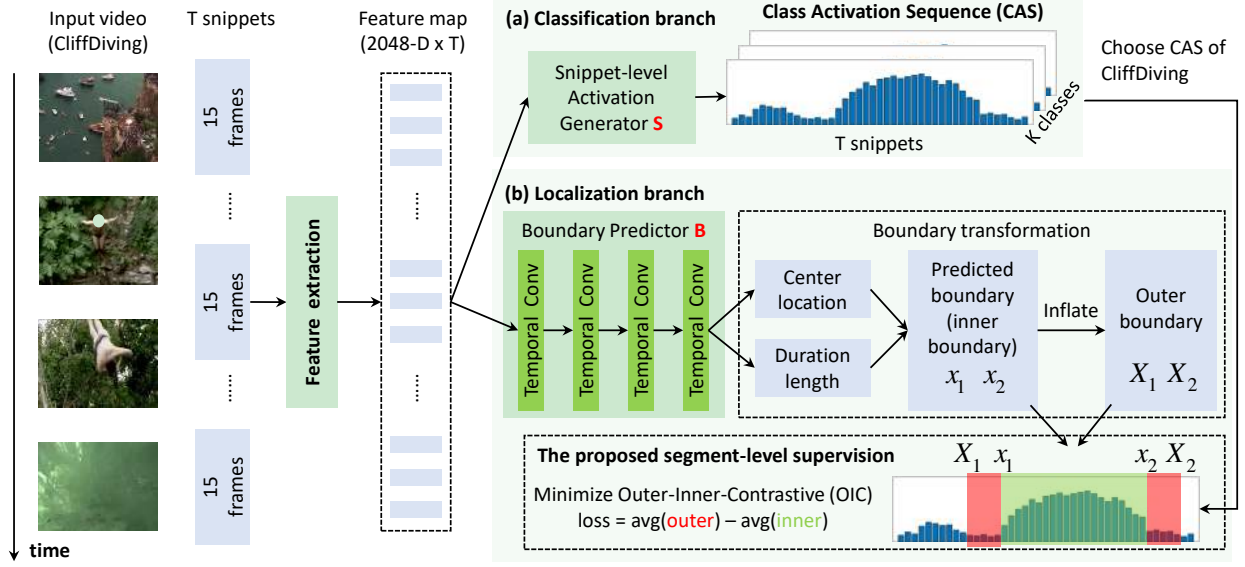 Input video
(CliffDiving)
time
T snippets
15
frames
......
15
frames
......
15
frames
Feature extraction
Feature map
(2048-D x T)
......
......
(a) Classification branch
Snippet-level
Activation
Generator S
Class Activation Sequence (CAS)
T snippets
K classes
Choose CAS of
CliffDiving
(b) Localization branch
Boundary Predictor B
Temporal Conv
Temporal Conv
Temporal Conv
Temporal Conv
Boundary transformation
Center
location
Duration
length
Predicted
boundary
(inner
boundary)
x₁ x₂
Inflate
Outer
boundary
X₁ X₂
The proposed segment-level supervision
Minimize Outer-Inner-Contrastive (OIC)
loss = avg(outer) – avg(inner)
X₁ x₁ x₂ X₂